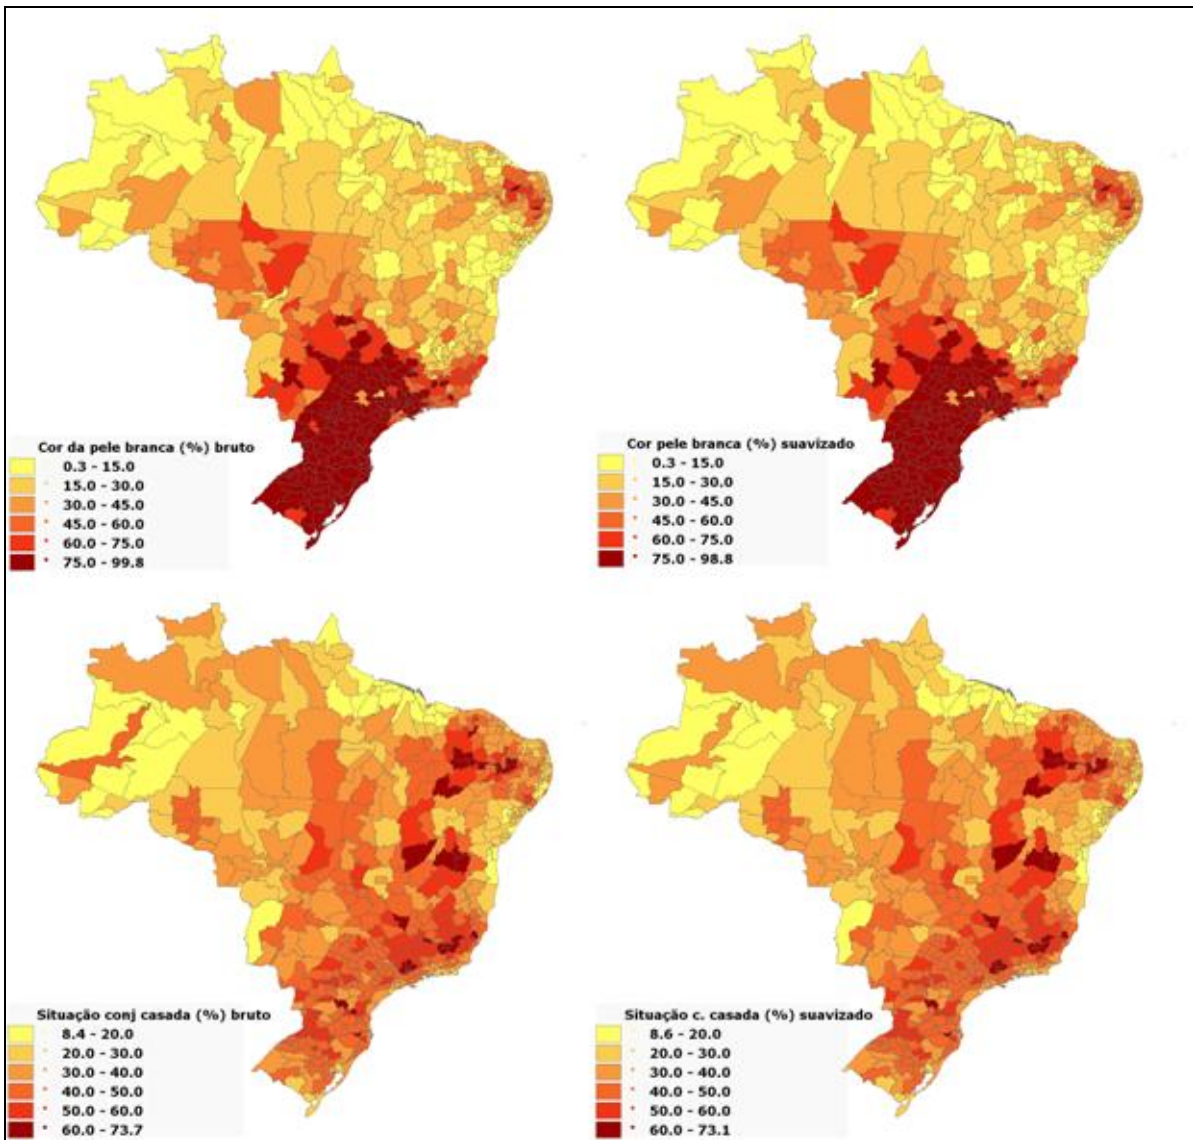 Cor da pele branca (%) bruto
0.3 - 15.0
15.0 - 30.0
30.0 - 45.0
45.0 - 60.0
60.0 - 75.0
75.0 - 99.8
Cor pele branca (%) suavizado
0.3 - 15.0
15.0 - 30.0
30.0 - 45.0
45.0 - 60.0
60.0 - 75.0
75.0 - 98.8
Situação conj casada (%) bruto
8.4 - 20.0
20.0 - 30.0
30.0 - 40.0
40.0 - 50.0
50.0 - 60.0
60.0 - 73.7
Situação c. casada (%) suavizado
8.6 - 20.0
20.0 - 30.0
30.0 - 40.0
40.0 - 50.0
50.0 - 60.0
60.0 - 73.1